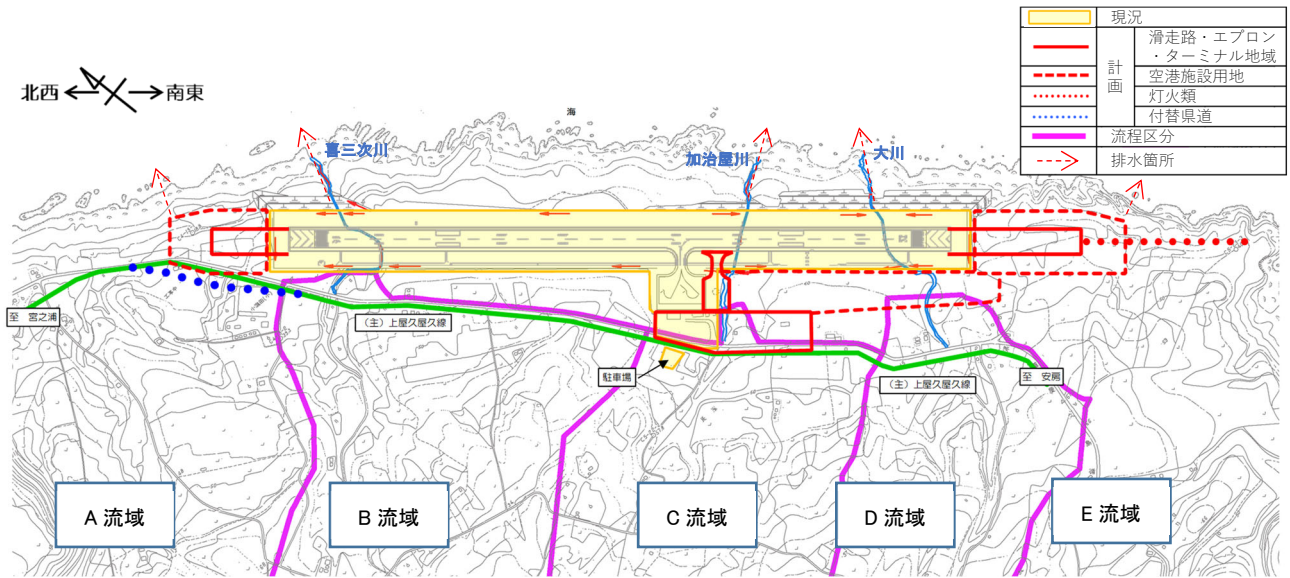 現況
計画
滑走路・エプロン
・ターミナル地域
空港施設用地
灯火類
付替県道
流程区分
排水箇所
北西
南東
海
喜三次川
加治屋川
大川
至 宮之浦
(主)上屋久屋久線
駐車場
(主)上屋久屋久線
至 安房
A 流域
B 流域
C 流域
D 流域
E 流域